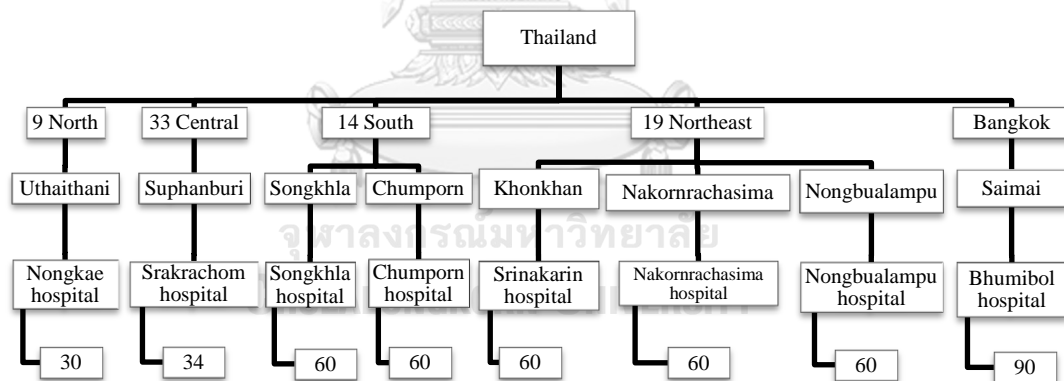 Thailand
9 North
33 Central
14 South
19 Northeast
Bangkok
Uthaithani
Suphanburi
Songkhla
Chumporn
Khonkhan
Nakornrachasima
Nongbualampu
Saimai
จุฬาลงกรณ์มหาวิทยาลัย
Nongkae
hospital
Srakrachom
hospital
Songkhla
hospital
Chumporn
hospital
Srinakarin
hospital
Nakornrachasima
hospital
Nongbualampu
hospital
Bhumibol
hospital
30
34
60
60
60
60
60
90